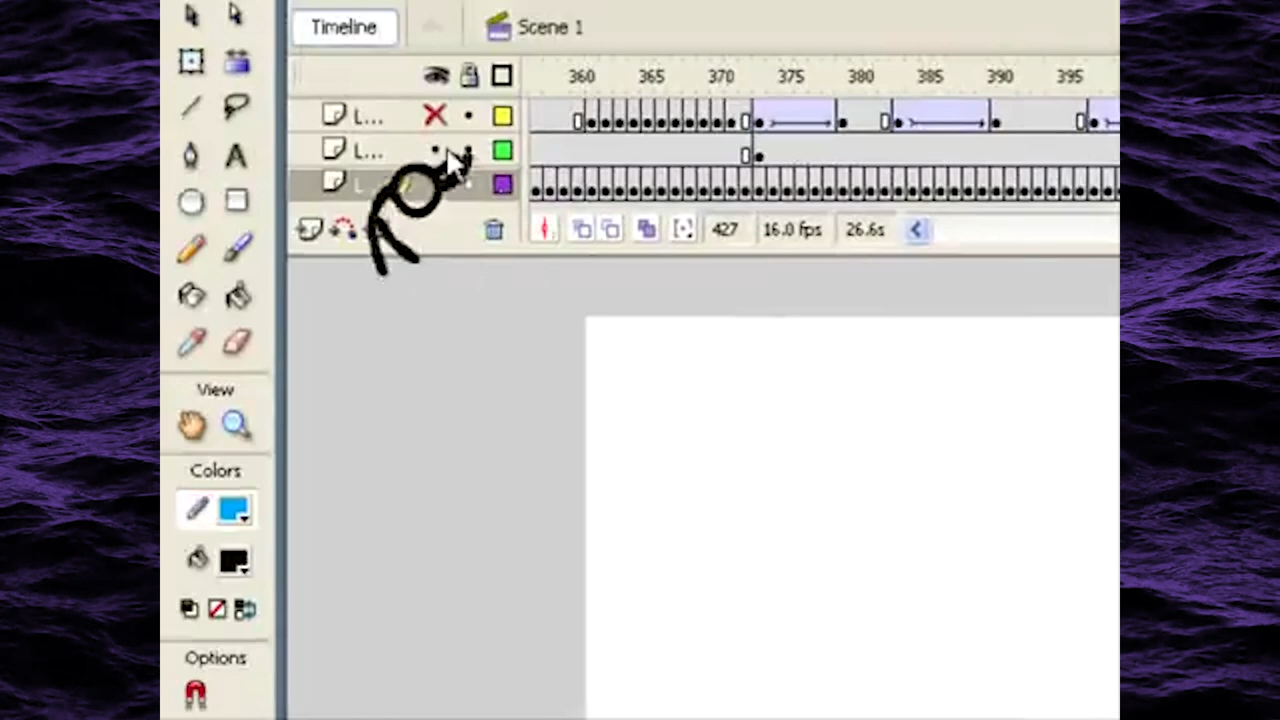 Timeline
Scene 1
360 365 370 375 380 385 390 395
L...
L...
427 16.0 fps 26.6s
View
Colors
Options